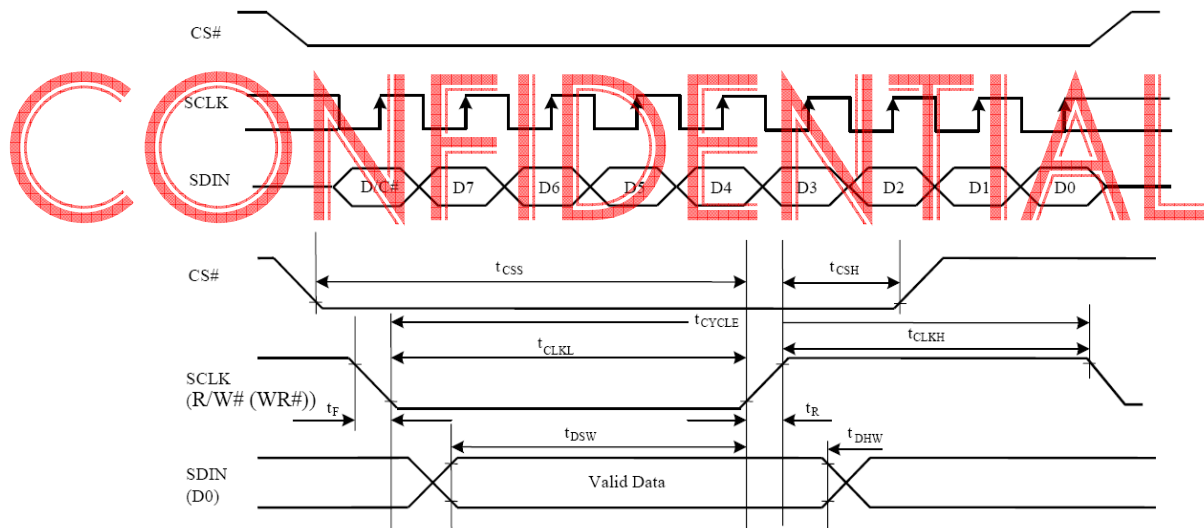 CS#
CONFIDENTIAL
SCLK
SDIN D/C# D7 D6 D5 D4 D3 D2 D1 D0
CS# tCSS tCSH
tCYCLE
tCLKL tCLKH
SCLK
(R/W# (WR#))
tF tR
tDSW tDHW
SDIN
(D0)
Valid Data